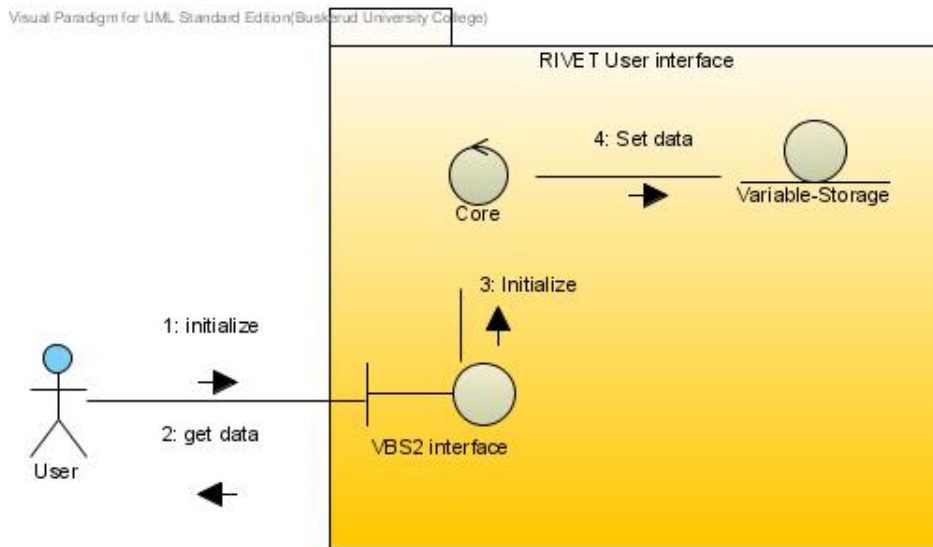 Visual Paradigm for UML Standard Edition(Buskerud University College)
RIVET User interface
4: Set data
Core
Variable-Storage
3: Initialize
1: initialize
2: get data
VBS2 interface
User